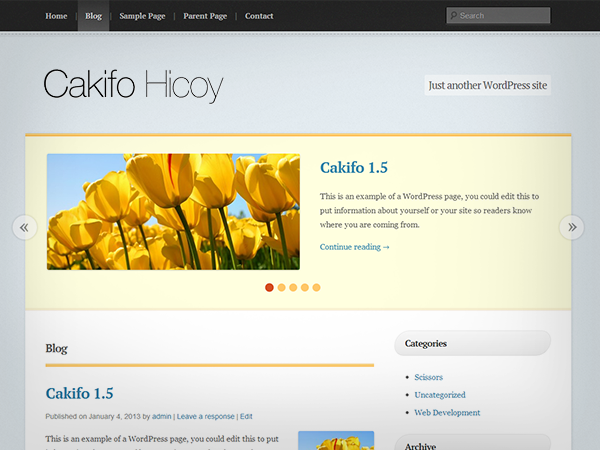 Home | Blog Sample Page | Parent Page | Contact
Search
Cakifo Hicoy
Just another WordPress site
«
»
Cakifo 1.5
This is an example of a WordPress page, you could edit this to
put information about yourself or your site so readers know
where you are coming from.
Continue reading →
Blog
Cakifo 1.5
Published on January 4, 2013 by admin | Leave a response | Edit
This is an example of a WordPress page, you could edit this to put
Categories
Scissors
Uncategorized
Web Development
Archive